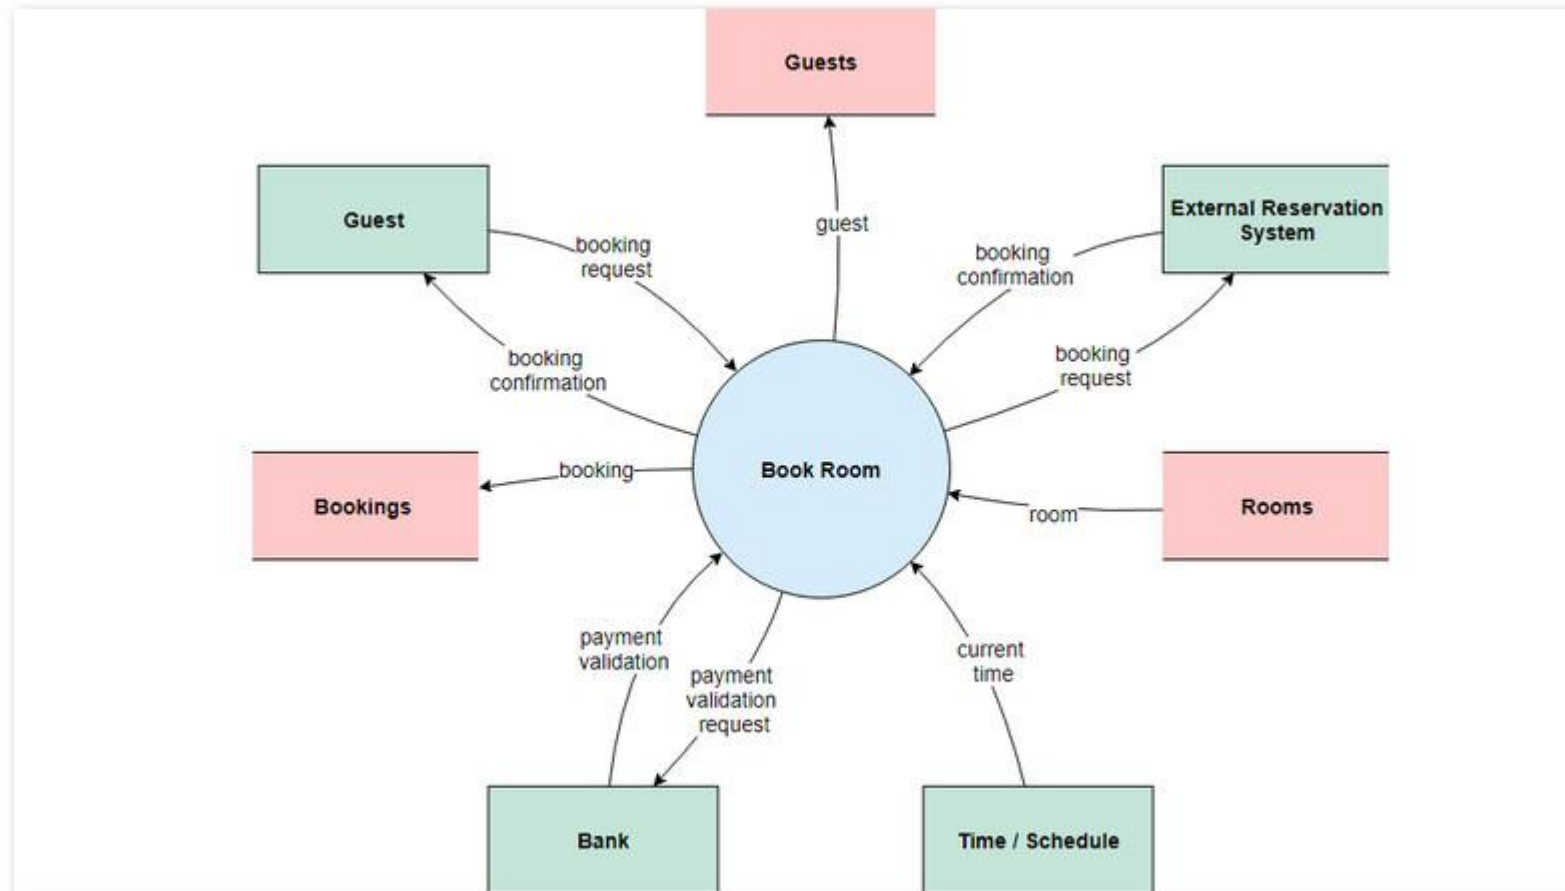 Guests
Guest
External Reservation
System
guest
booking
request
booking
confirmation
booking
confirmation
booking
request
booking
Book Room
Bookings
room
Rooms
payment
validation
payment
validation
request
current
time
Bank
Time / Schedule